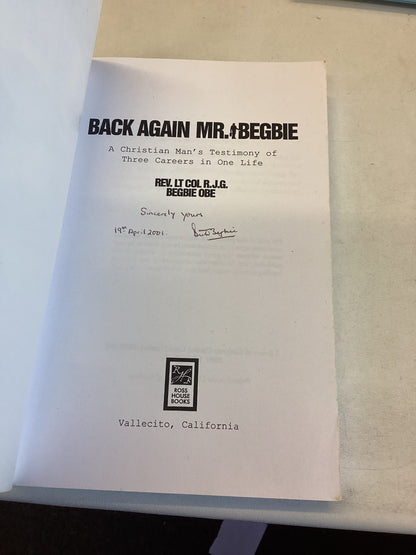 BACK AGAIN MR. BEGBIE
A Christian Man's Testimony of
Three Careers in One Life
REV. LT COL R.J.G.
BEGBIE OBE
Sincerely yours
19th April 2001.
Begbie
ROSS
HOUSE
BOOKS
Vallecito, California